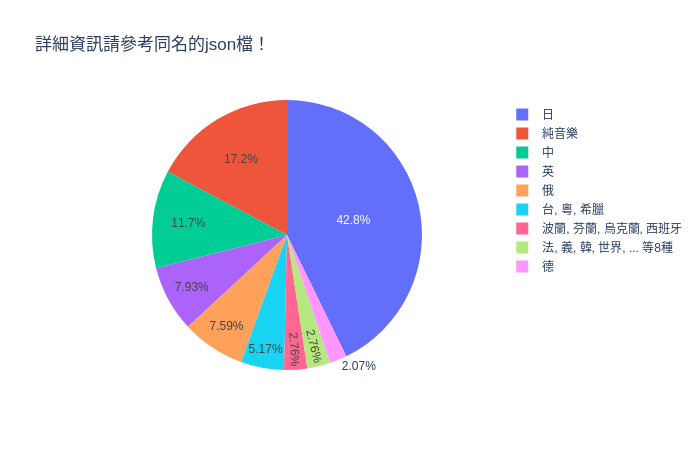 詳細資訊請參考同名的json檔！
42.8%
17.2%
11.7%
7.93%
7.59%
5.17%
2.76%
2.76%
2.07%
日
純音樂
中
英
俄
台, 粵, 希臘
波蘭, 芬蘭, 烏克蘭, 西班牙
法, 義, 韓, 世界, ... 等8種
德